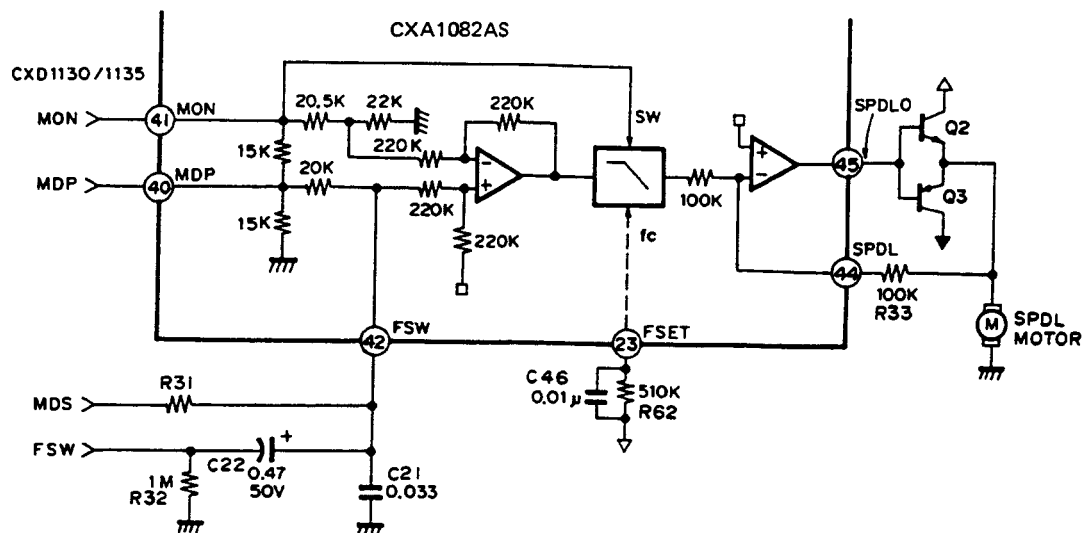 CXA1082AS
CXD1130/1135
MON
41
MON
20.5K
22K
220K
SW
SPDLO
Q2
15K
220K
MDP
40
MDP
20K
-
+
+
-
45
Q3
15K
220K
220K
100K
fc
SPDL
44
100K
R33
M
SPDL
MOTOR
42
FSW
23
FSET
R31
C46
0.01μ
510K
R62
MDS
FSW
C22
+
0.47
50V
1M
R32
C21
0.033